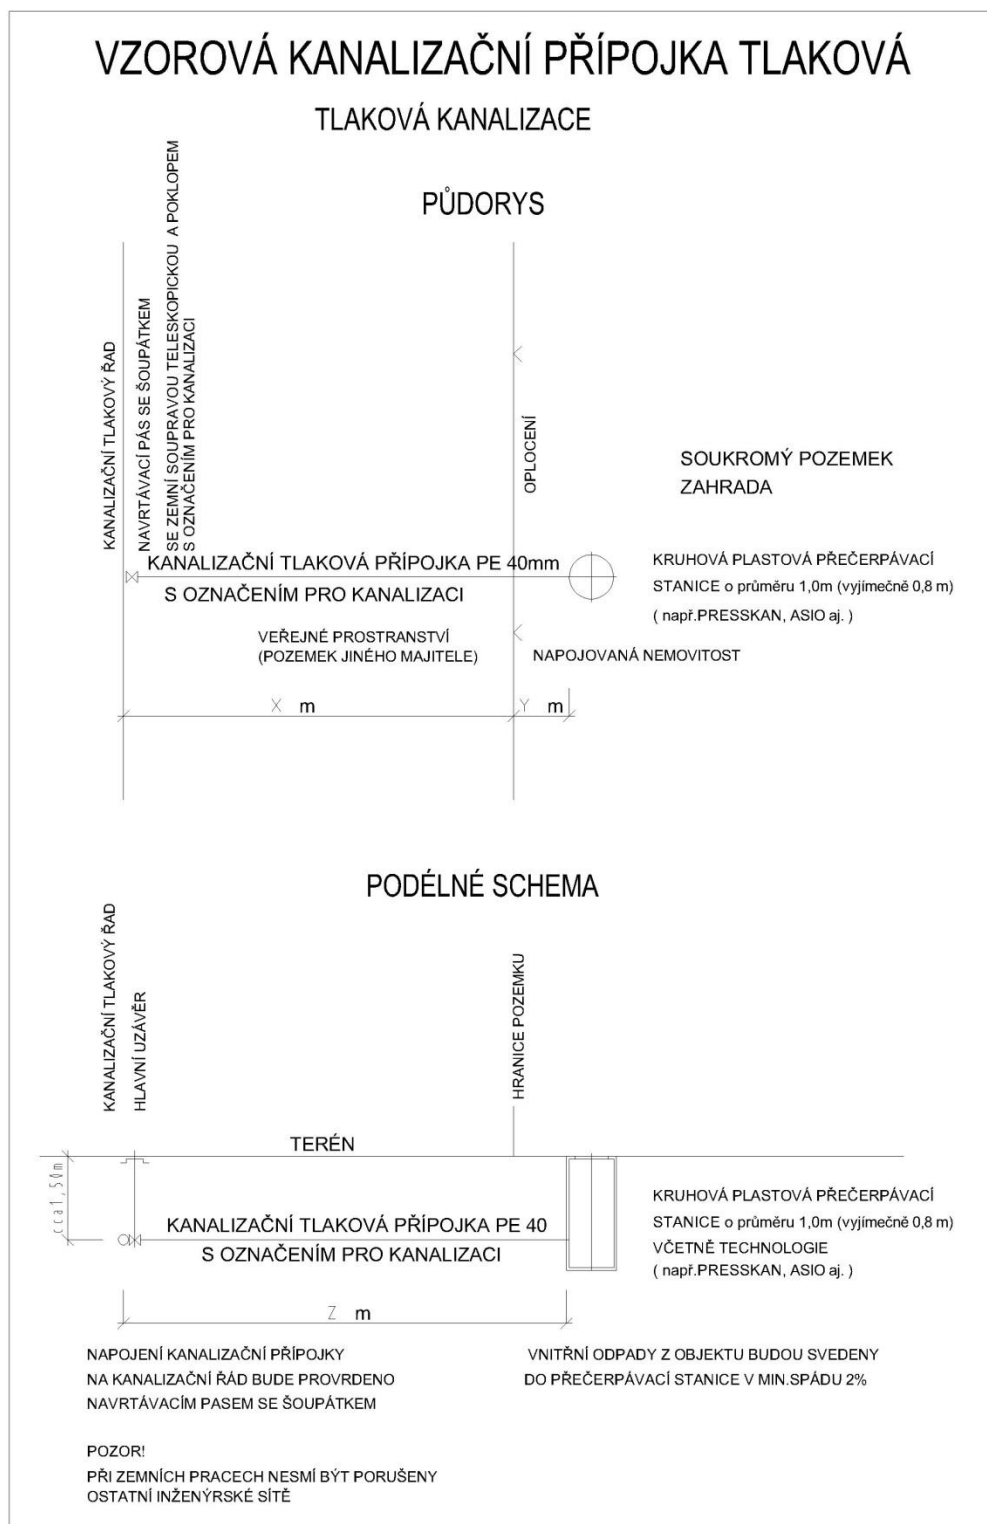 VZOROVÁ KANALIZAČNÍ PŘÍPOJKA TLAKOVÁ
TLAKOVÁ KANALIZACE
PŮDORYS
KANALIZAČNÍ TLAKOVÝ ŘAD
NAVRTÁVACÍ PÁS SE ŠOUPÁTKEM
SE ZEMNÍ SOUPRAVOU TELESKOPICKOU A POKLOPEM
S OZNAČENÍM PRO KANALIZACI
OPLOCENÍ
SOUKROMÝ POZEMEK
ZAHRADA
KANALIZAČNÍ TLAKOVÁ PŘÍPOJKA PE 40mm
S OZNAČENÍM PRO KANALIZACI
KRUHOVÁ PLASTOVÁ PŘEČERPÁVACÍ
STANICE o průměru 1,0m (vyjímečně 0,8 m)
( např.PRESSKAN, ASIO aj. )
VEŘEJNÉ PROSTRANSTVÍ
(POZEMEK JINÉHO MAJITELE)
NAPOJOVANÁ NEMOVITOST
X m
Y m
PODÉLNÉ SCHEMA
KANALIZAČNÍ TLAKOVÝ ŘAD
HLAVNÍ UZÁVĚR
HRANICE POZEMKU
TERÉN
cca1,50m
KANALIZAČNÍ TLAKOVÁ PŘÍPOJKA PE 40
S OZNAČENÍM PRO KANALIZACI
KRUHOVÁ PLASTOVÁ PŘEČERPÁVACÍ
STANICE o průměru 1,0m (vyjímečně 0,8 m)
VČETNĚ TECHNOLOGIE
( např.PRESSKAN, ASIO aj. )
Z m
NAPOJENÍ KANALIZAČNÍ PŘÍPOJKY
NA KANALIZAČNÍ ŘÁD BUDE PROVRDENO
NAVRTÁVACÍM PASEM SE ŠOUPÁTKEM
VNITŘNÍ ODPADY Z OBJEKTU BUDOU SVEDENY
DO PŘEČERPÁVACÍ STANICE V MIN.SPÁDU 2%
POZOR!
PŘI ZEMNÍCH PRACECH NESMÍ BÝT PORUŠENY
OSTATNÍ INŽENÝRSKÉ SÍTĚ